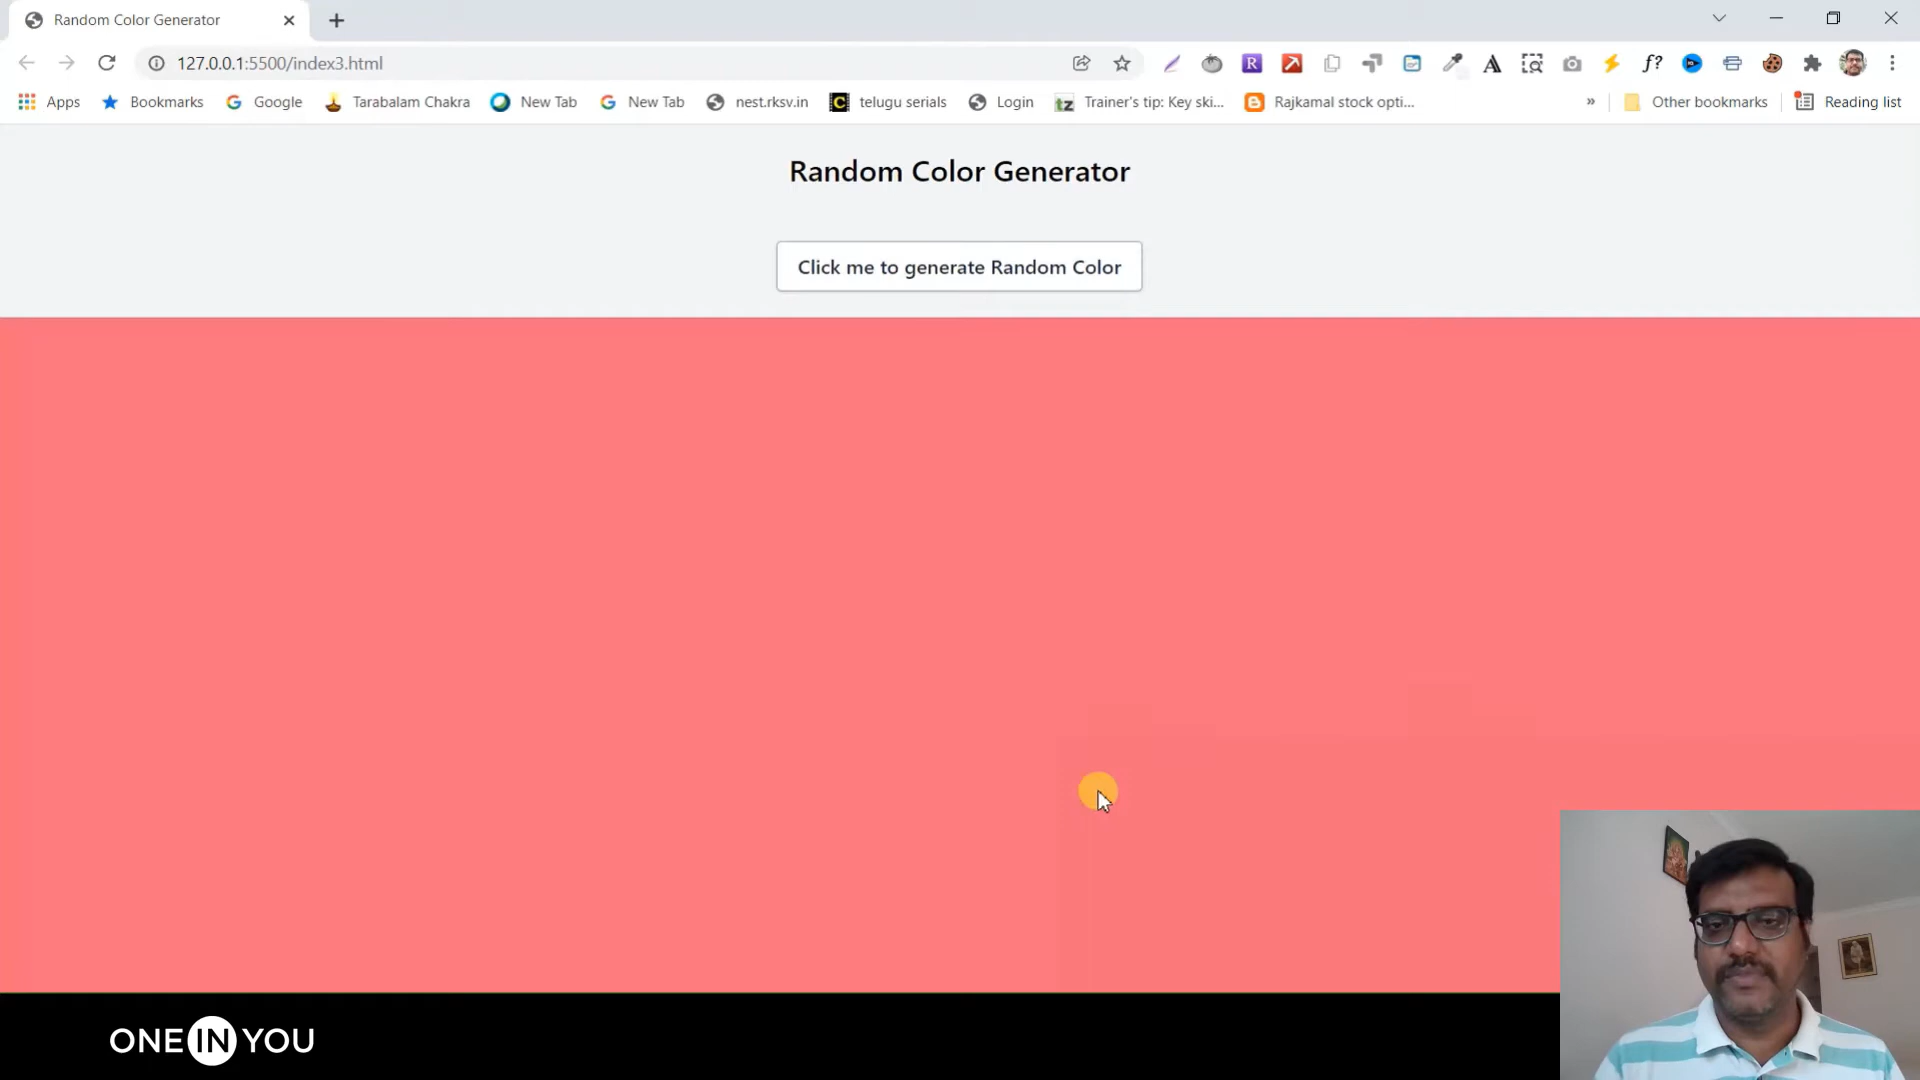 Random Color Generator
127.0.0.1:5500/index3.html
R
A
f?
Apps
Bookmarks
Google
Tarabalam Chakra
New Tab
New Tab
nest.rksv.in
C
telugu serials
Login
tz
Trainer's tip: Key ski...
Rajkamal stock opti...
»
Other bookmarks
Reading list
Random Color Generator
Click me to generate Random Color
ONE IN YOU